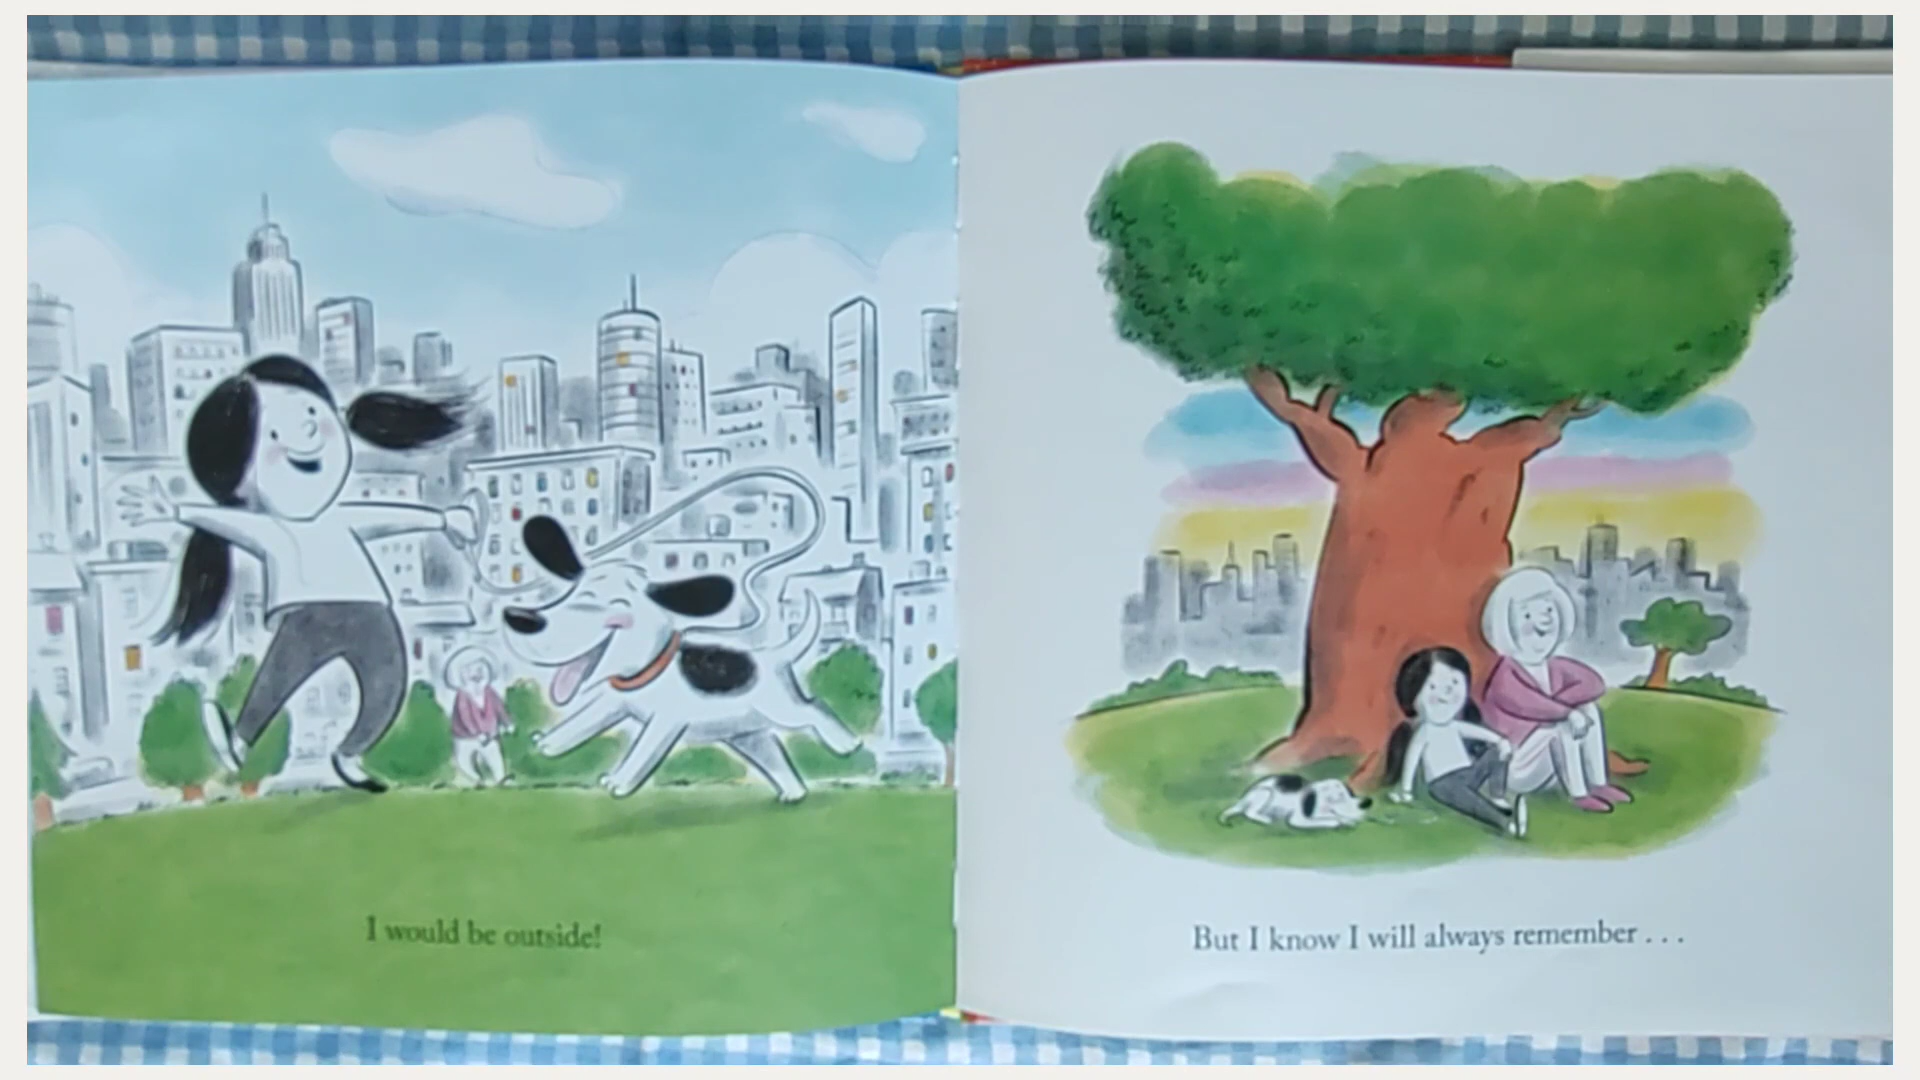 I would be outside!
But I know I will always remember . . .